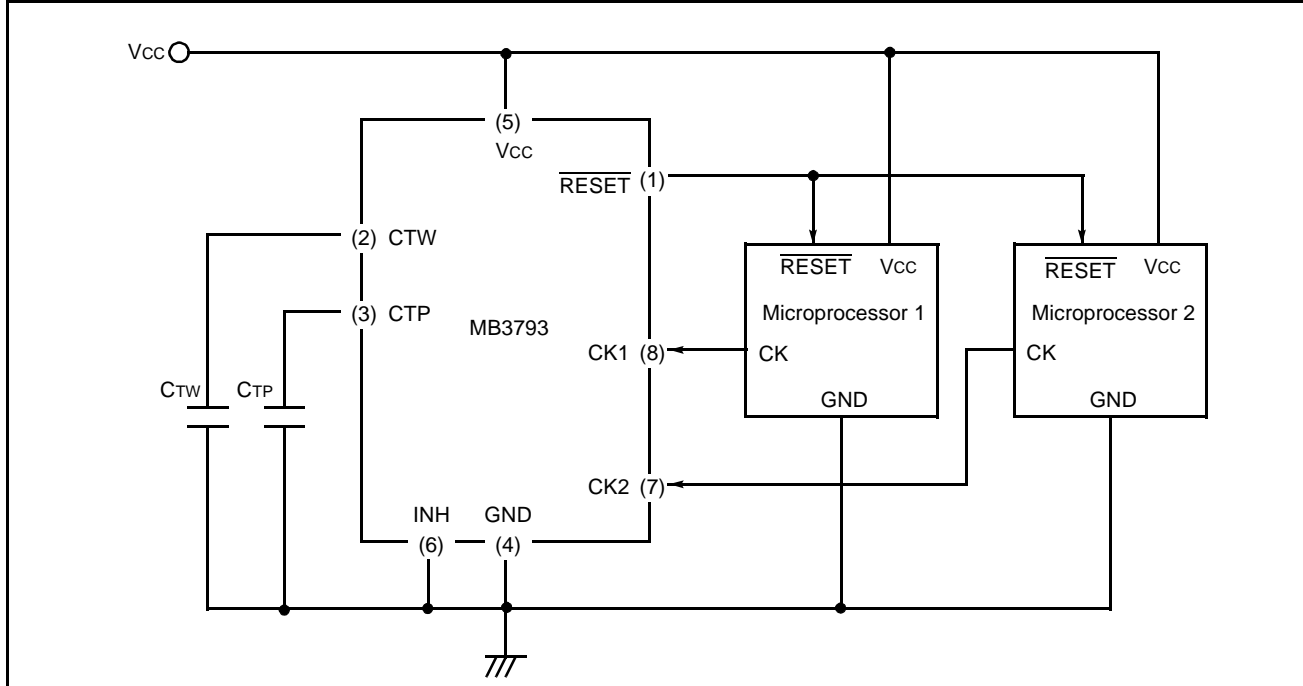 Vcc
(5)
Vcc
RESET (1)
(2) CTW
RESET Vcc
RESET Vcc
(3) CTP
MB3793
Microprocessor 1
Microprocessor 2
CK1 (8)
CK
CK
CTW
CTP
GND
GND
CK2 (7)
INH GND
(6) (4)